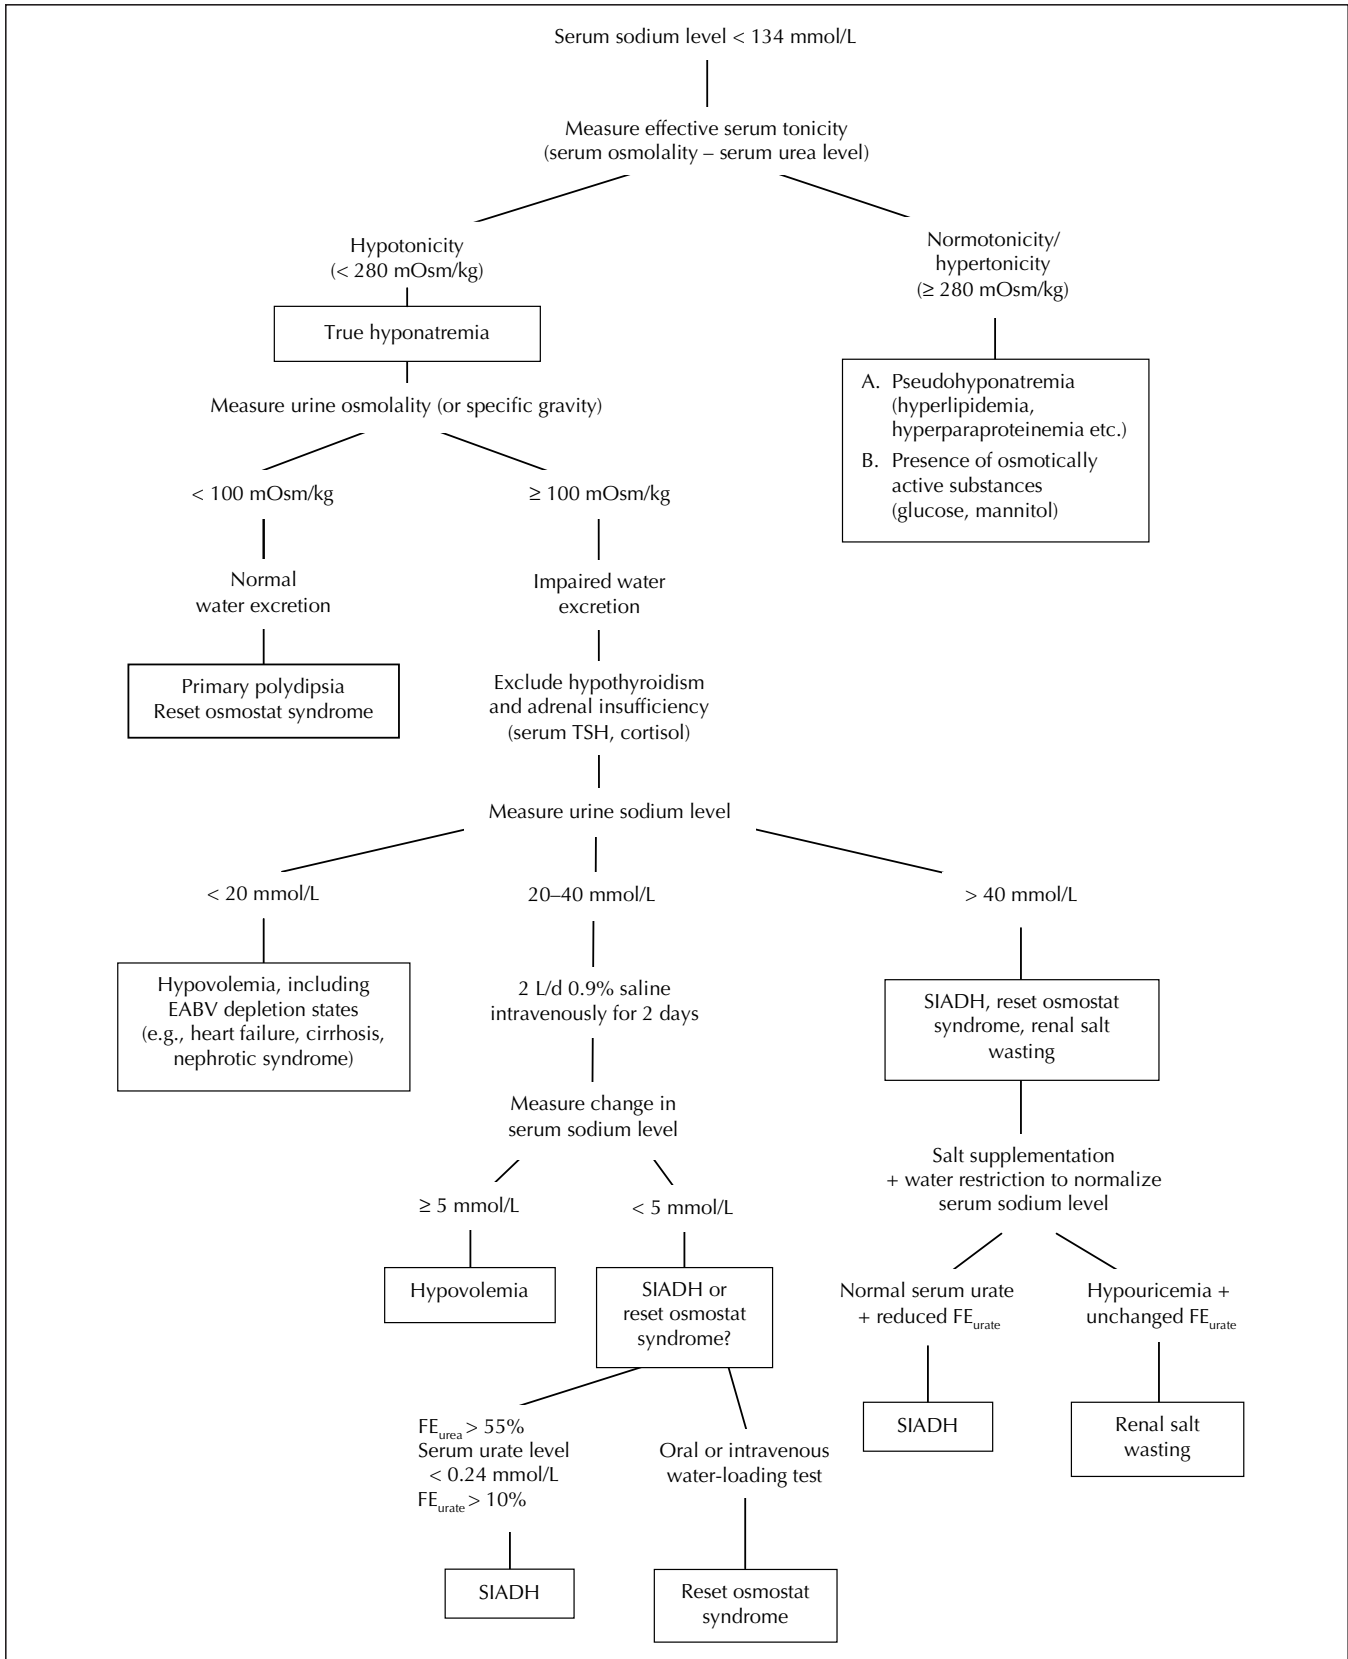 Serum sodium level < 134 mmol/L
Measure effective serum tonicity
(serum osmolality – serum urea level)
Hypotonicity
(< 280 mOsm/kg)
Normotonicity/
hypertonicity
(≥ 280 mOsm/kg)
True hyponatremia
A. Pseudohyponatremia
(hyperlipidemia,
hyperparaproteinemia etc.)
B. Presence of osmotically
active substances
(glucose, mannitol)
Measure urine osmolality (or specific gravity)
< 100 mOsm/kg
≥ 100 mOsm/kg
Normal
water excretion
Impaired water
excretion
Primary polydipsia
Reset osmostat syndrome
Exclude hypothyroidism
and adrenal insufficiency
(serum TSH, cortisol)
Measure urine sodium level
< 20 mmol/L
20–40 mmol/L
> 40 mmol/L
Hypovolemia, including
EABV depletion states
(e.g., heart failure, cirrhosis,
nephrotic syndrome)
2 L/d 0.9% saline
intravenously for 2 days
SIADH, reset osmostat
syndrome, renal salt
wasting
Measure change in
serum sodium level
Salt supplementation
+ water restriction to normalize
serum sodium level
≥ 5 mmol/L
< 5 mmol/L
Hypovolemia
SIADH or
reset osmostat
syndrome?
Normal serum urate
+ reduced FEurate
Hypouricemia +
unchanged FEurate
SIADH
Renal salt
wasting
FEurea > 55%
Serum urate level
< 0.24 mmol/L
FEurate > 10%
Oral or intravenous
water-loading test
SIADH
Reset osmostat
syndrome